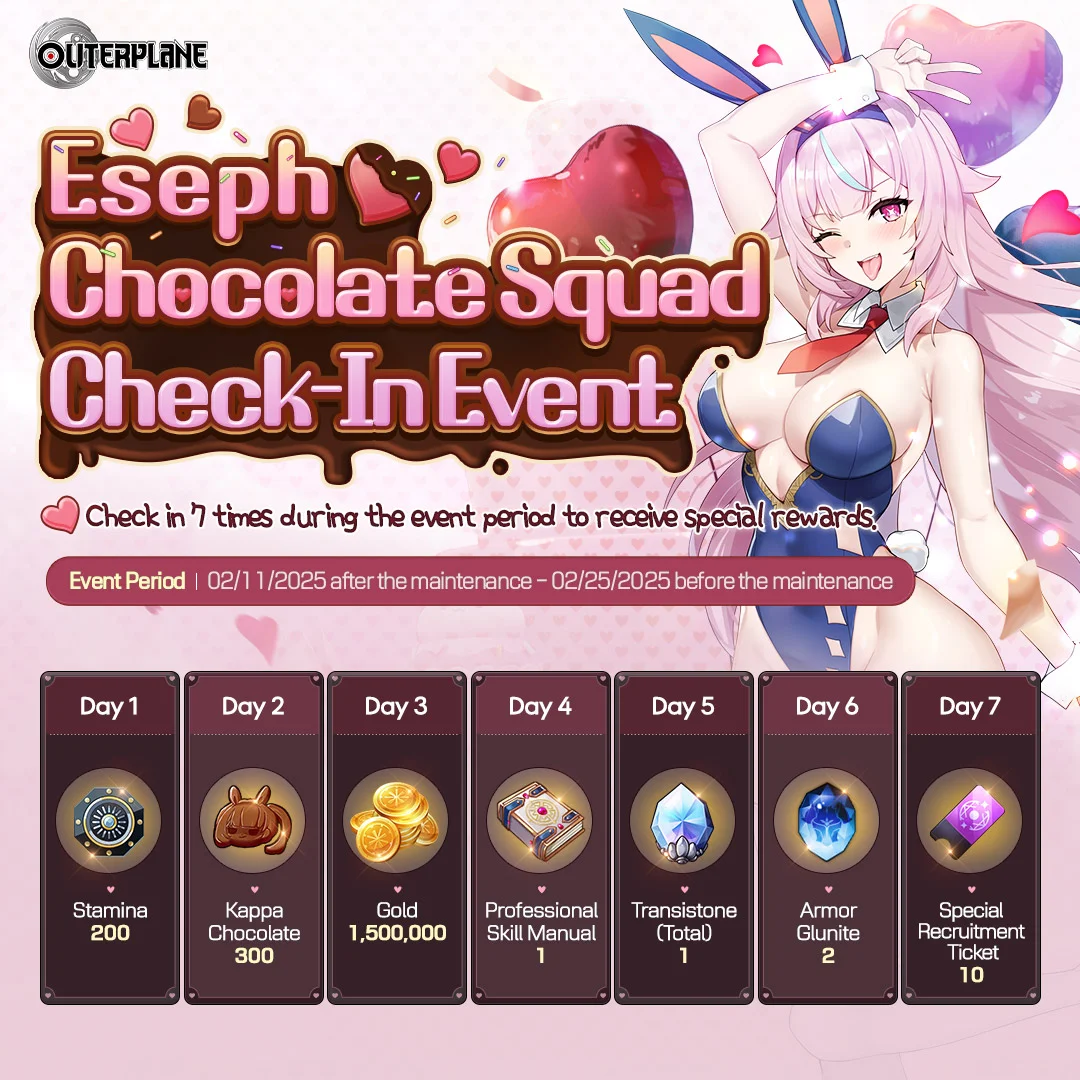 OUTERPLANE
Eseph
Chocolate Squad
Check-In Event
Check in 7 times during the event period to receive special rewards.
Event Period | 02/11/2025 after the maintenance – 02/25/2025 before the maintenance
Day 1
Stamina
200
Day 2
Kappa
Chocolate
300
Day 3
Gold
1,500,000
Day 4
Professional
Skill Manual
1
Day 5
Transistone
(Total)
1
Day 6
Armor
Glunite
2
Day 7
Special
Recruitment
Ticket
10